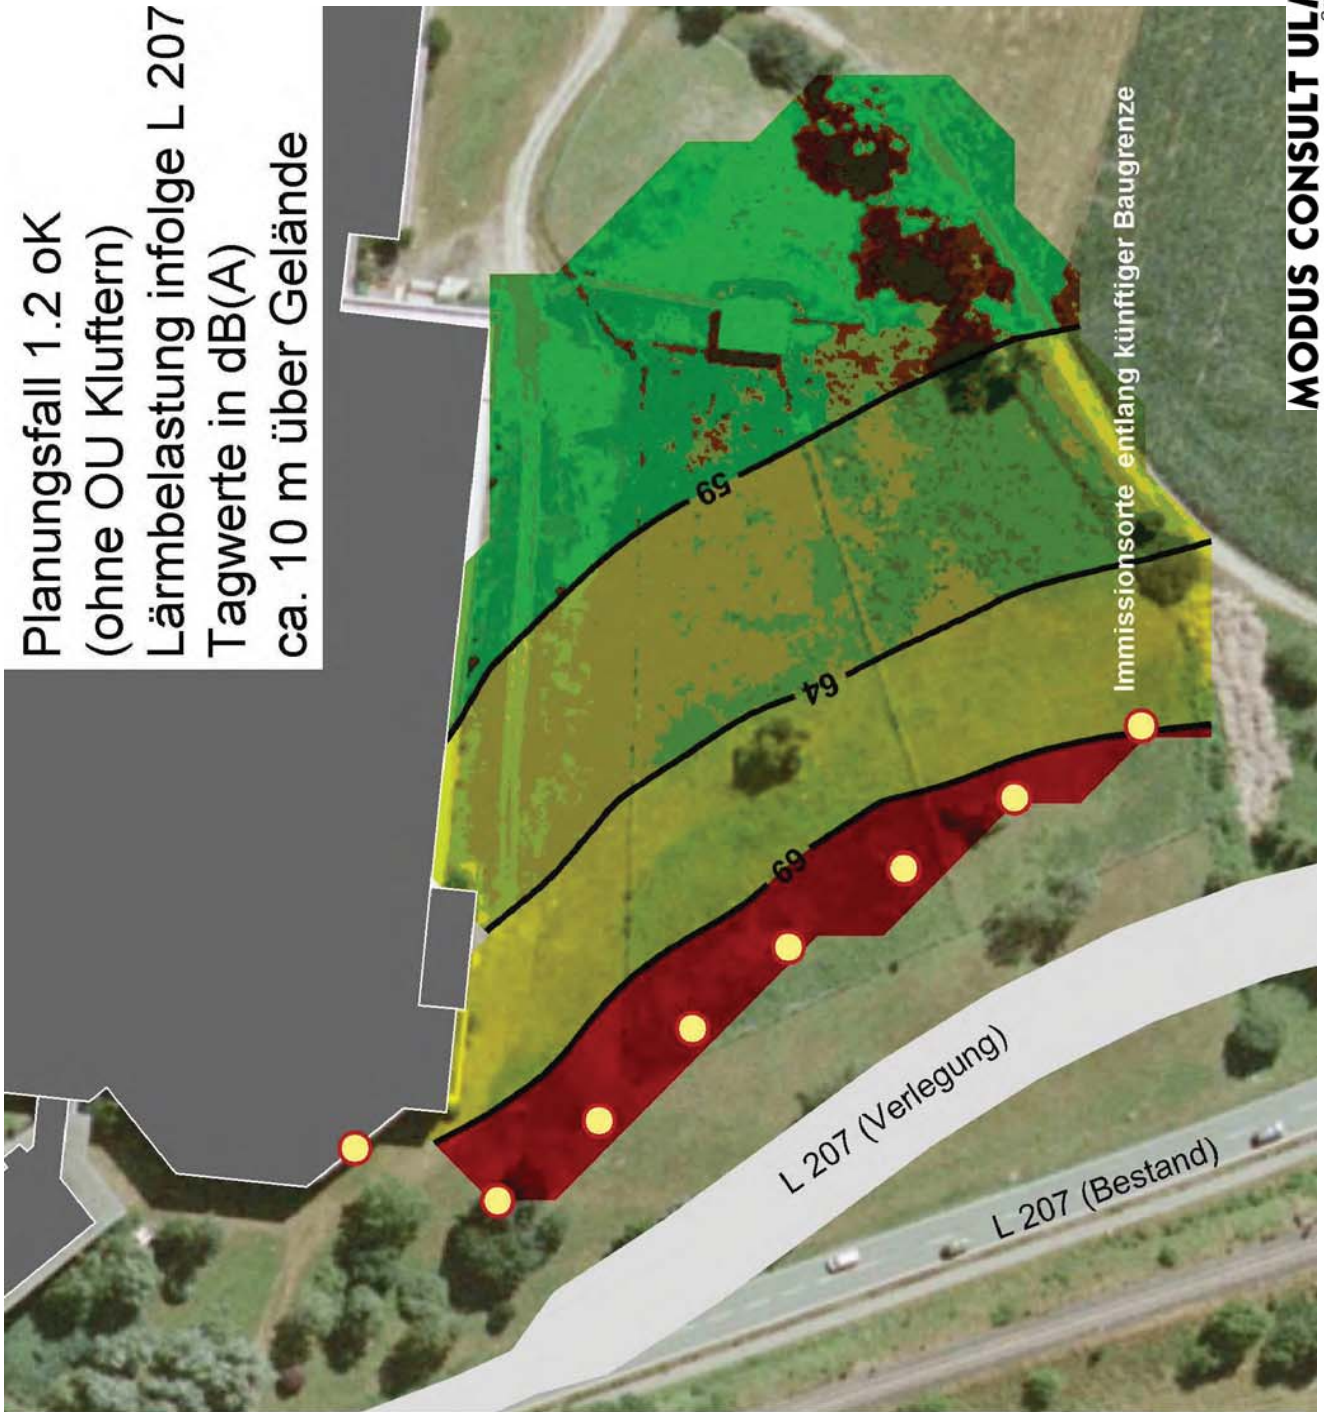 Planungsfall 1.2 oK
(ohne OU Kluftern)
Lärmbelastung infolge L 207
Tagwerte in dB(A)
ca. 10 m über Gelände
59
64
69
Immissionsorte entlang künftiger Baugrenze
L 207 (Verlegung)
L 207 (Bestand)
MODUS CONSULT